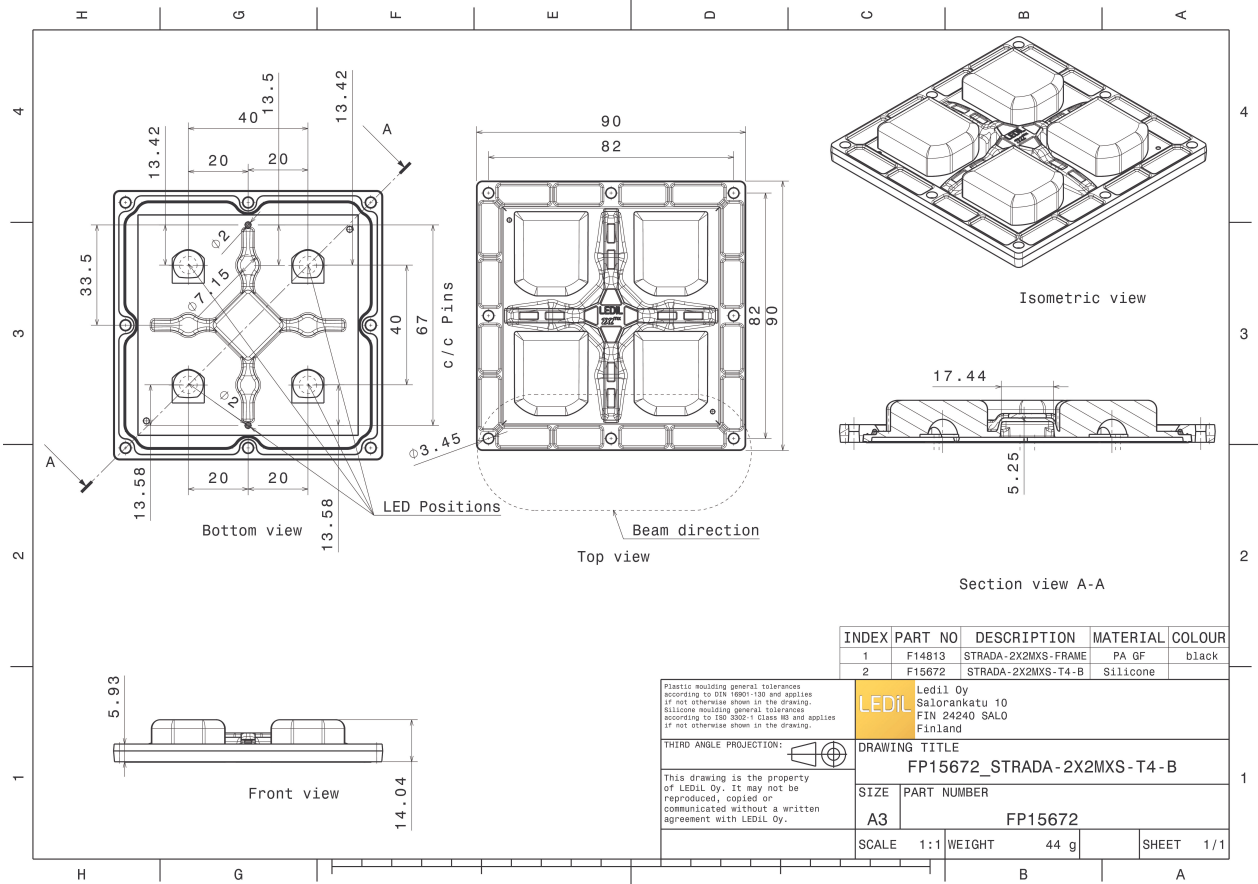 H G F E D C B A
4
3
2
1
4
3
2
1
H G B A
13.42
40
13.5
13.42
A
20
20
33.5
Ø2
Ø7.15
Ø2
40
67
c/c Pins
A
20
20
13.58
13.58
LED Positions
Bottom view
90
82
LEDiL
82
90
Ø3.45
Beam direction
Top view
Isometric view
17.44
5.25
Section view A-A
5.93
14.04
Front view
INDEX PART NO DESCRIPTION MATERIAL COLOUR
1 F14813 STRADA-2X2MXS-FRAME PA GF black
2 F15672 STRADA-2X2MXS-T4-B Silicone
Plastic moulding general tolerances
according to DIN 16901-130 and applies
if not otherwise shown in the drawing.
Silicone moulding general tolerances
according to ISO 3302-1 Class M3 and applies
if not otherwise shown in the drawing.
LEDiL
Ledil Oy
Salorankatu 10
FIN 24240 SALO
Finland
THIRD ANGLE PROJECTION:
DRAWING TITLE
FP15672_STRADA-2X2MXS-T4-B
This drawing is the property
of LEDiL Oy. It may not be
reproduced, copied or
communicated without a written
agreement with LEDiL Oy.
SIZE PART NUMBER
A3 FP15672
SCALE 1:1 WEIGHT 44 g SHEET 1/1